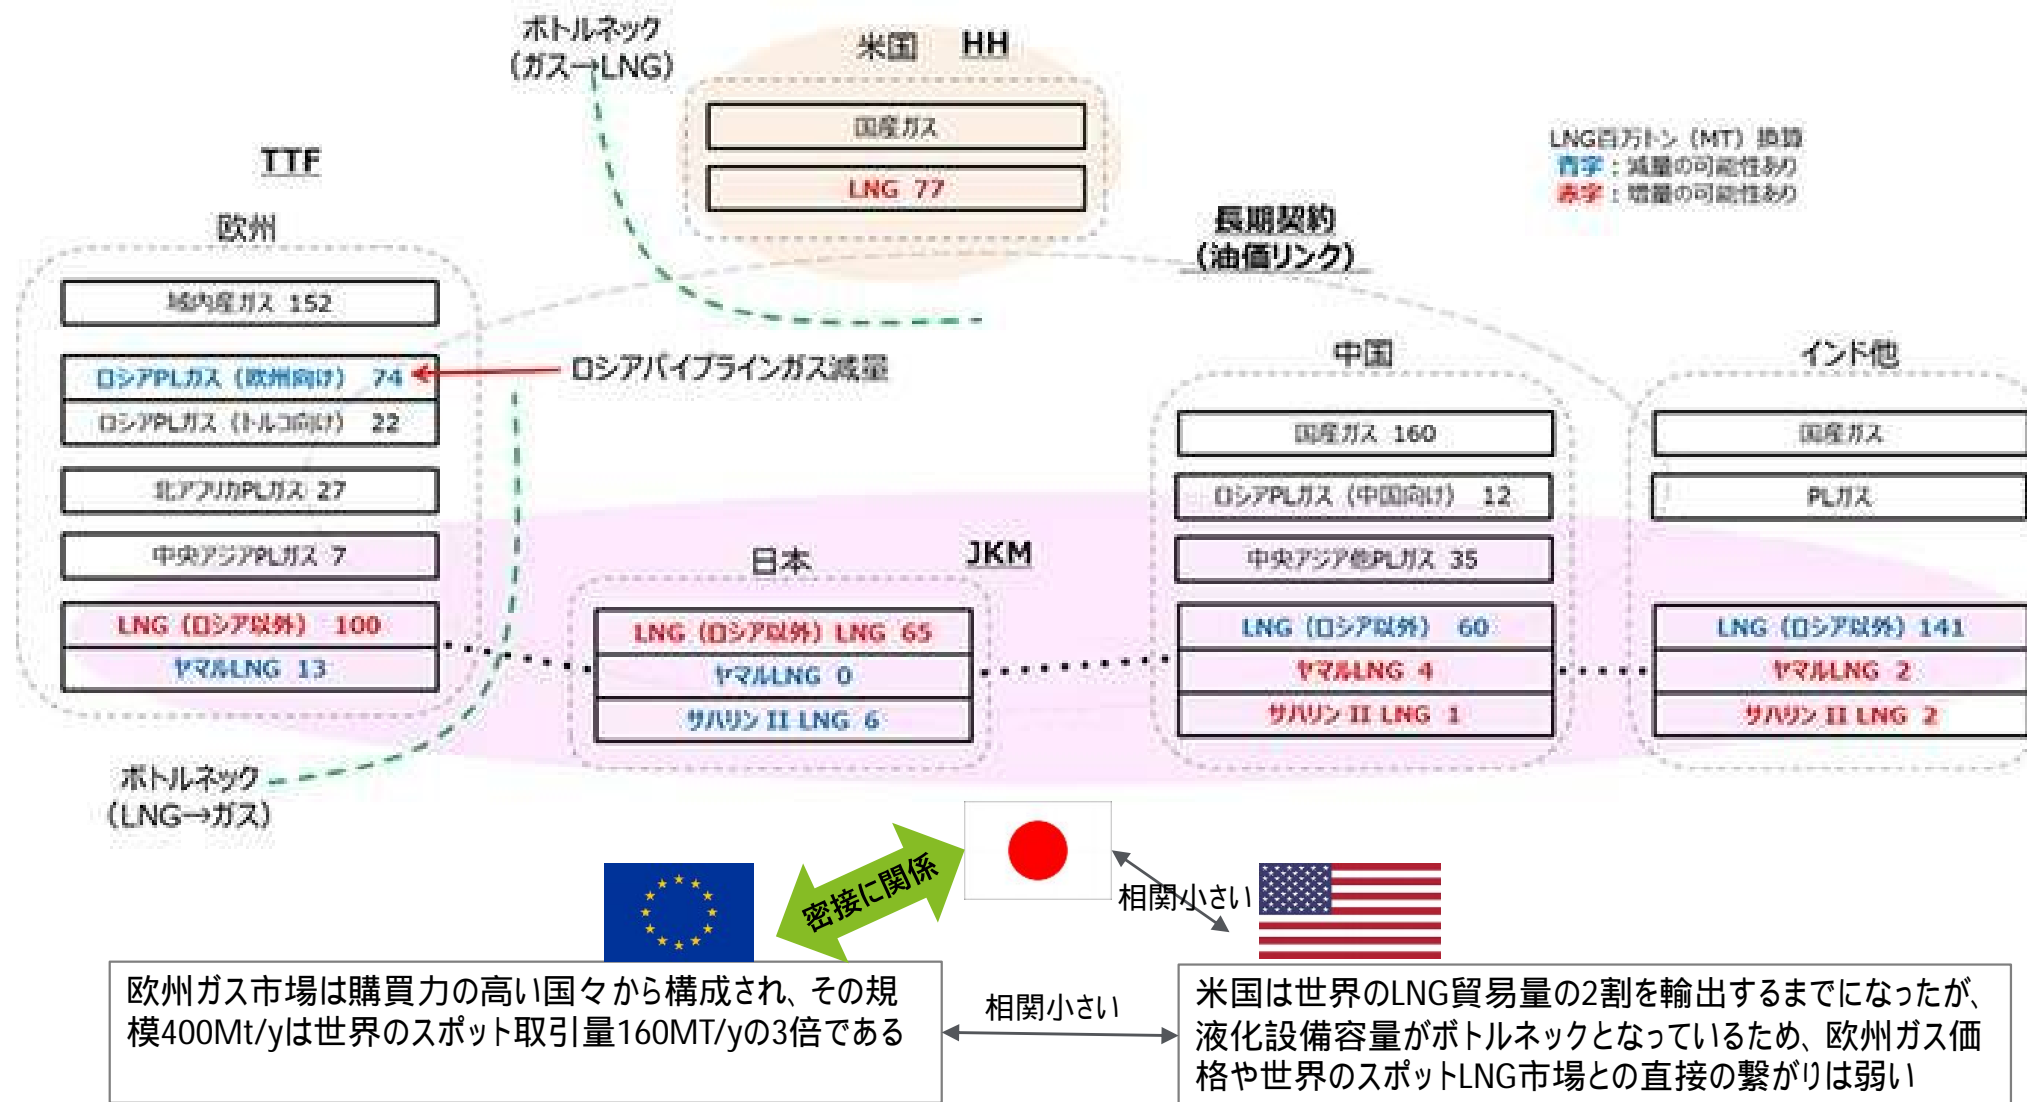 ボトルネック
(ガス→LNG)
米国 HH
国産ガス
LNG 77
LNG百万トン（MT）換算
青字：減量の可能性あり
赤字：増量の可能性あり
TTF
欧州
域内産ガス 152
ロシアPLガス（欧州向け） 74
ロシアPLガス（トルコ向け） 22
北アフリカPLガス 27
中央アジアPLガス 7
LNG（ロシア以外） 100
ヤマルLNG 13
ロシアパイプラインガス減量
長期契約
(油価リンク)
ボトルネック
(LNG→ガス)
日本
JKM
LNG（ロシア以外）LNG 65
ヤマルLNG 0
サハリン II LNG 6
中国
国産ガス 160
ロシアPLガス（中国向け） 12
中央アジア他PLガス 35
LNG（ロシア以外） 60
ヤマルLNG 4
サハリン II LNG 1
インド他
国産ガス
PLガス
LNG（ロシア以外）141
ヤマルLNG 2
サハリン II LNG 2
密接に関係
相関小さい
欧州ガス市場は購買力の高い国々から構成され、その規
模400Mt/yは世界のスポット取引量160MT/yの3倍である
相関小さい
米国は世界のLNG貿易量の2割を輸出するまでになったが、
液化設備容量がボトルネックとなっているため、欧州ガス価
格や世界のスポットLNG市場との直接の繋がりは弱い